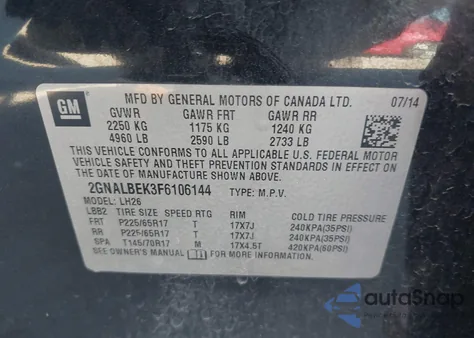 GM
MFD BY GENERAL MOTORS OF CANADA LTD. 07/14
GVWR GAWR FRT GAWR RR
2250 KG 1175 KG 1240 KG
4960 LB 2590 LB 2733 LB
THIS VEHICLE CONFORMS TO ALL APPLICABLE U.S. FEDERAL MOTOR
VEHICLE SAFETY AND THEFT PREVENTION STANDARDS IN EFFECT ON
THE DATE OF MANUFACTURE SHOWN ABOVE.
2GNALBEK3F6106144 TYPE: M.P.V.
MODEL: LH26
LBB2 TIRE SIZE SPEED RTG RIM COLD TIRE PRESSURE
FRT P225/65R17 T 17X7J 240KPA(35PSI)
RR P225/65R17 T 17X7J 240KPA(35PSI)
SPA T145/70R17 M 17X4.5T 420KPA(60PSI)
SEE OWNER'S MANUAL FOR MORE INFORMATION.
autoSnap
POWERED BY